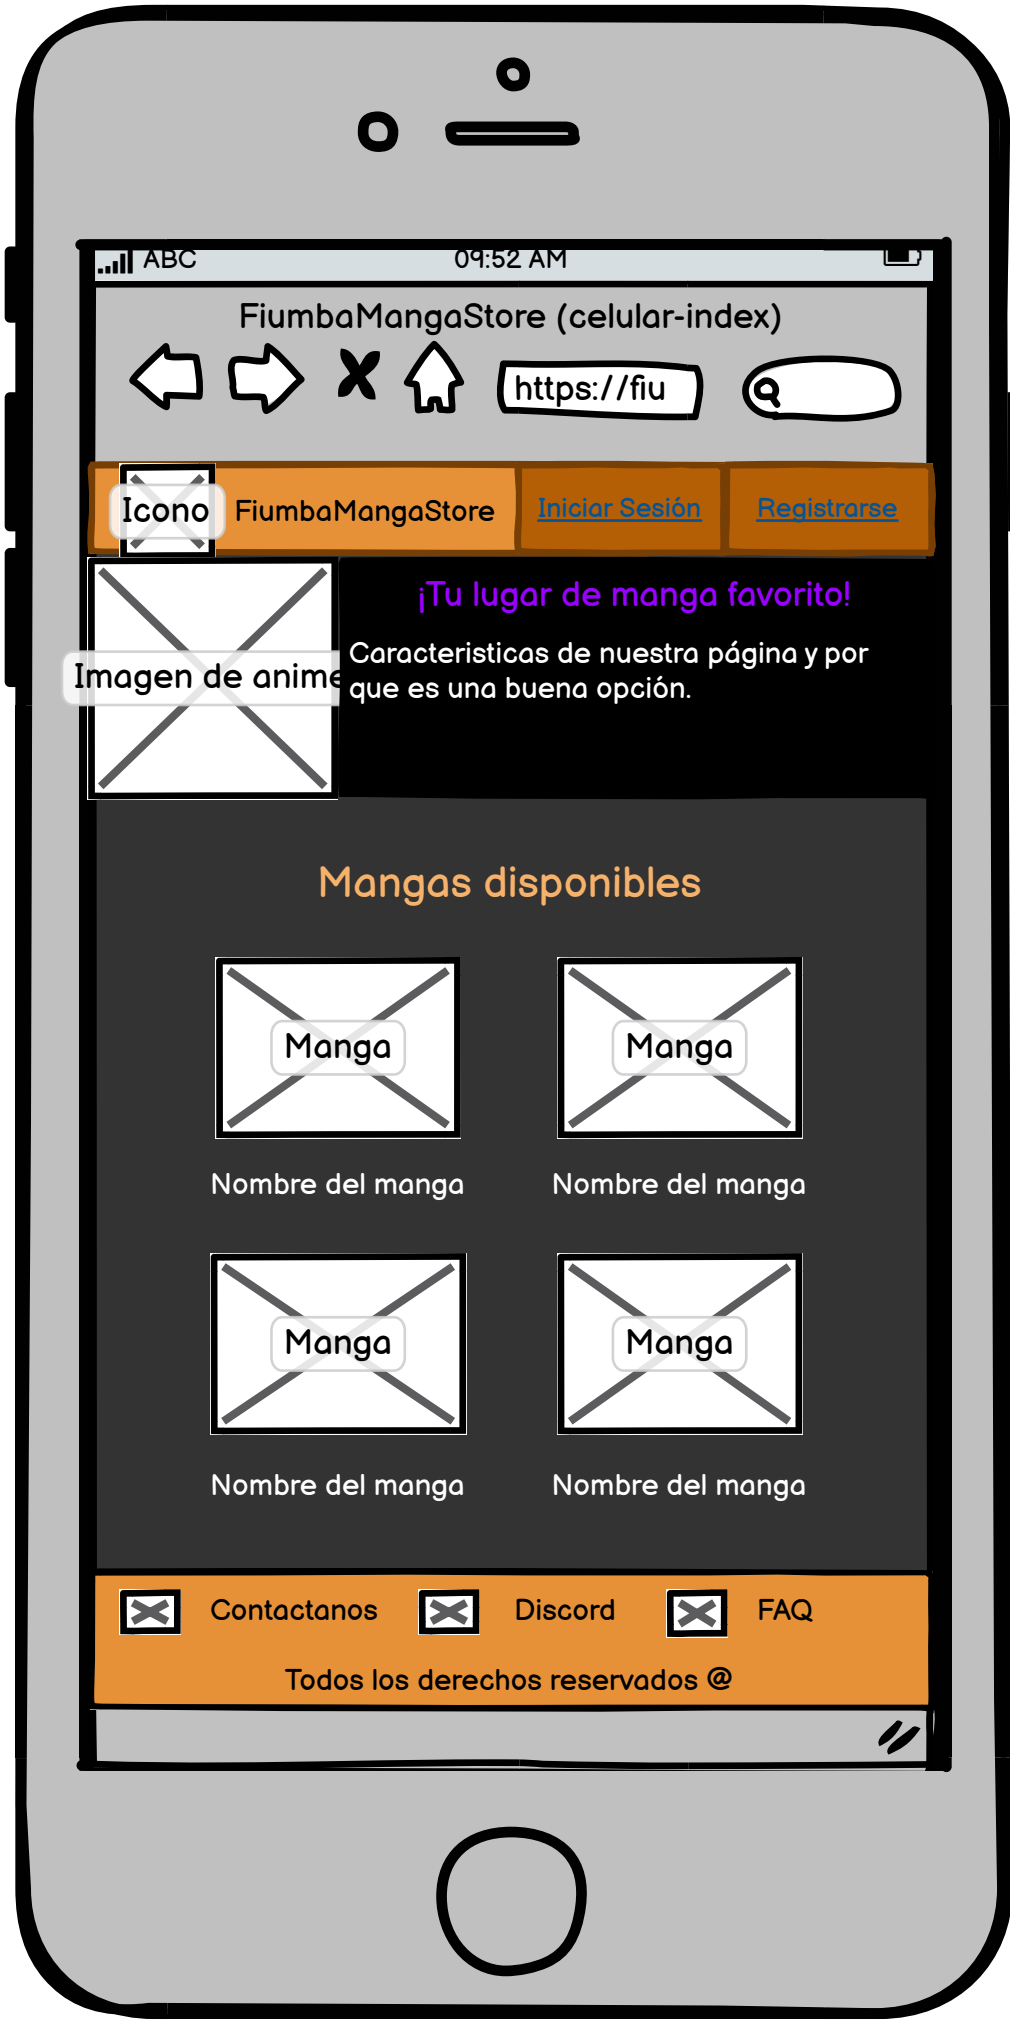 ABC 09:52 AM
FiumbaMangaStore (celular-index)
https://fiu
Icono FiumbaMangaStore Iniciar Sesión Registrarse
¡Tu lugar de manga favorito!
Imagen de anime
Caracteristicas de nuestra página y por
que es una buena opción.
Mangas disponibles
Manga Manga
Nombre del manga Nombre del manga
Manga Manga
Nombre del manga Nombre del manga
Contactanos Discord FAQ
Todos los derechos reservados @